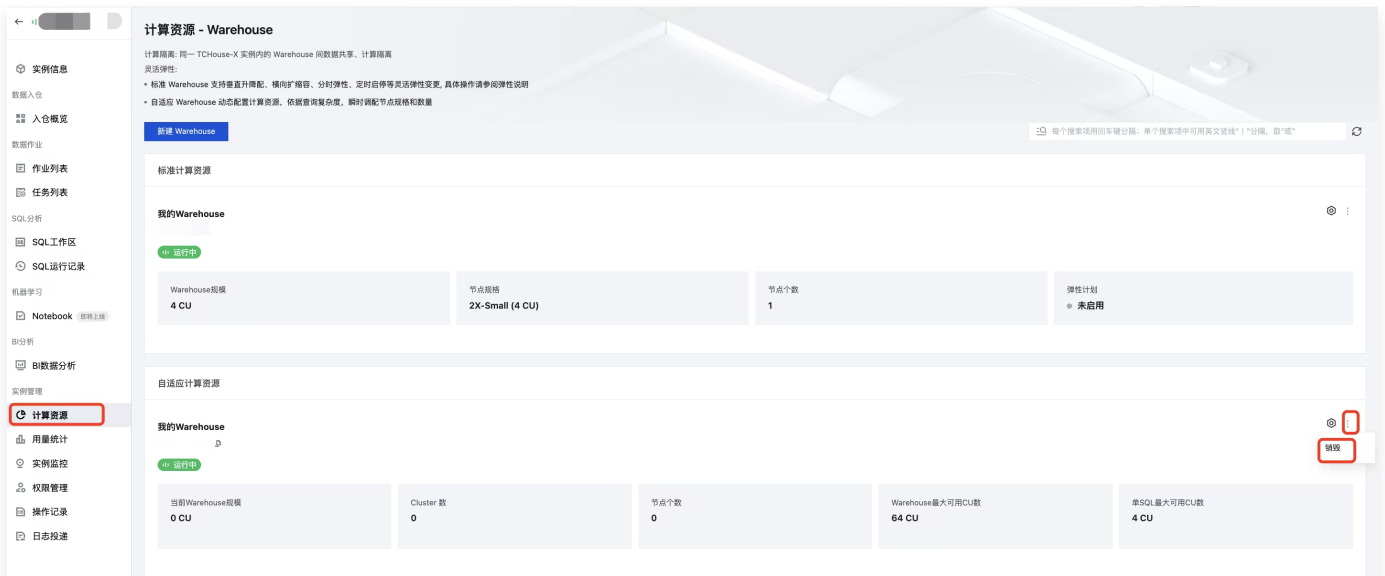 计算资源 - Warehouse
计算隔离: 同一 TCHouse-X 实例内的 Warehouse 间数据共享、计算隔离
灵活弹性:
• 标准 Warehouse 支持垂直升降配、横向扩缩容、分时弹性、定时启停等灵活弹性变更, 具体操作请参阅弹性说明
• 自适应 Warehouse 动态配置计算资源，依据查询复杂度，瞬时调配节点规格和数量
新建 Warehouse
每个搜索项用回车键分隔；单个搜索项中可用英文竖线" | "分隔，取"或"
实例信息
数据入仓
入仓概览
数据作业
作业列表
任务列表
SQL分析
SQL工作区
SQL运行记录
机器学习
Notebook 即将上线
BI分析
BI数据分析
实例管理
计算资源
用量统计
实例监控
权限管理
操作记录
日志投递
标准计算资源
我的Warehouse
运行中
Warehouse规模
4 CU
节点规格
2X-Small (4 CU)
节点个数
1
弹性计划
未启用
自适应计算资源
我的Warehouse
销毁
运行中
当前Warehouse规模
0 CU
Cluster 数
0
节点个数
0
Warehouse最大可用CU数
64 CU
单SQL最大可用CU数
4 CU